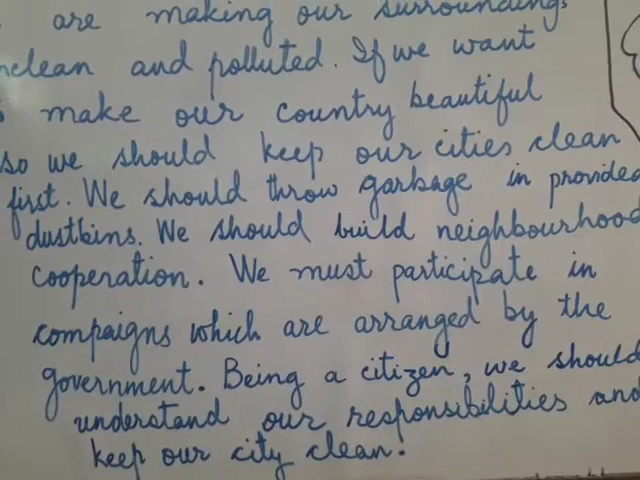 are making our surroundings
nclean and polluted. If we want
make our country beautiful
so we should keep our cities clean
first. We should throw garbage in provided
dustbins. We should build neighbourhood
cooperation. We must participate in
compaigns which are arranged by the
government. Being a citizen, we should
understand our responsibilities and
keep our city clean.